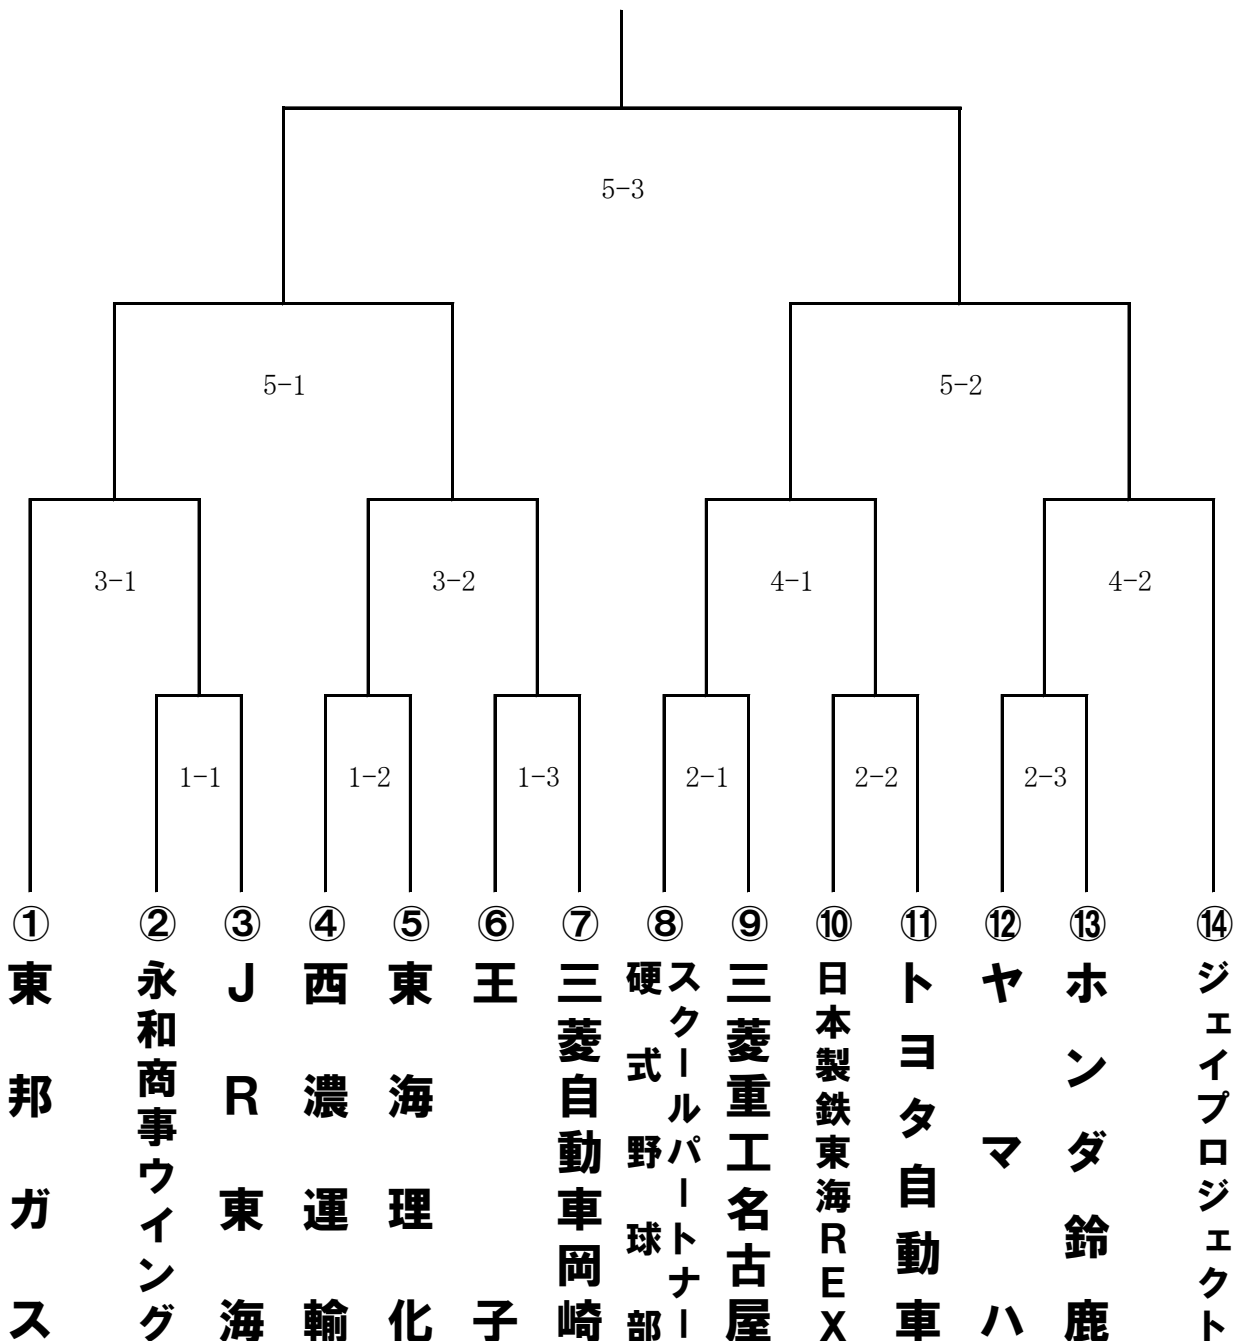 5-3
5-1
5-2
3-1
3-2
4-1
4-2
1-1
1-2
1-3
2-1
2-2
2-3
①
②
③
④
⑤
⑥
⑦
⑧
⑨
⑩
⑪
⑫
⑬
⑭
東邦ガス
永和商事ウイング
JR東海
西濃運輸
東海理化
王子
三菱自動車岡崎
スクールパートナー
硬式野球部
三菱重工名古屋
日本製鉄東海REX
トヨタ自動車
ヤマハ
ホンダ鈴鹿
ジェイプロジェクト